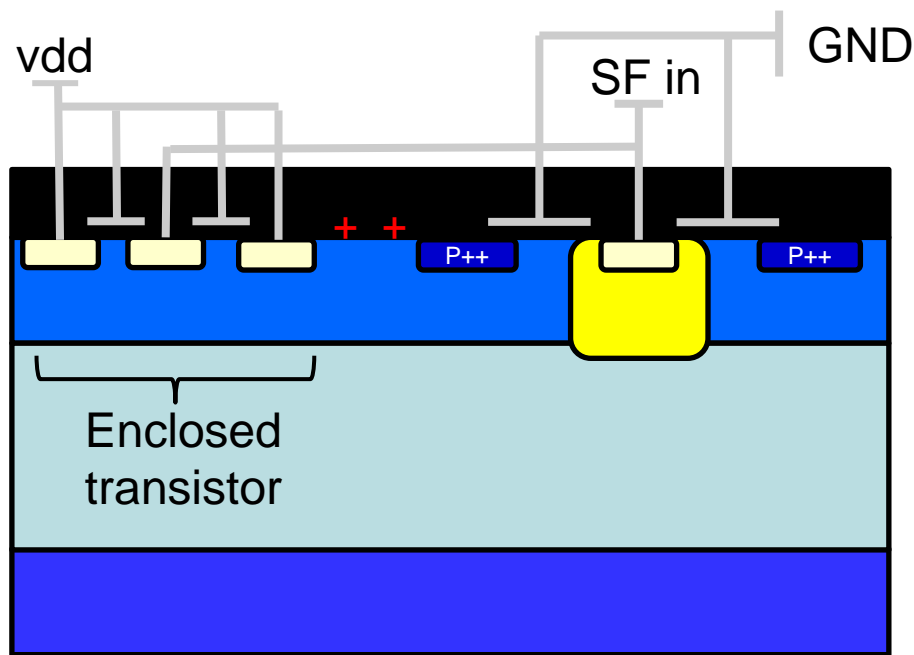 GND
vdd
SF in
+ +
P++
P++
Enclosed
transistor